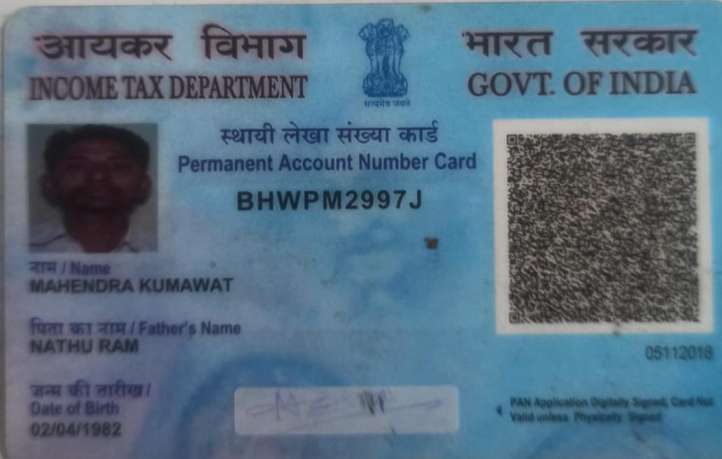 आयकर विभाग
INCOME TAX DEPARTMENT
भारत सरकार
GOVT. OF INDIA
सत्यमेव जयते
स्थायी लेखा संख्या कार्ड
Permanent Account Number Card
BHWPM2997J
नाम / Name
MAHENDRA KUMAWAT
पिता का नाम / Father's Name
NATHU RAM
जन्म की तारीख /
Date of Birth
02/04/1982
05112018
PAN Application Digitally Signed, Card Not
Valid unless Physically Signed